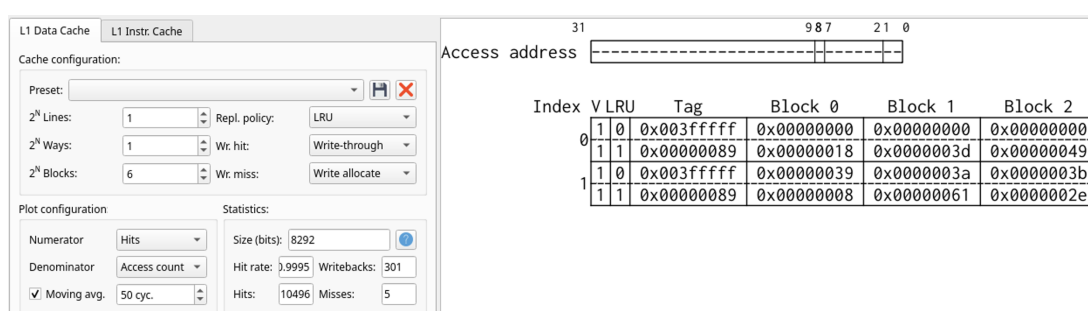 L1 Data Cache L1 Instr. Cache
Cache configuration:
Preset:
2^N Lines: 1 Repl. policy: LRU
2^N Ways: 1 Wr. hit: Write-through
2^N Blocks: 6 Wr. miss: Write allocate
Plot configuration: Statistics:
Numerator Hits Size (bits): 8292
Denominator Access count Hit rate: 0.9995 Writebacks: 301
Moving avg. 50 cyc. Hits: 10496 Misses: 5
31 9 8 7 2 1 0
Access address
Index V LRU Tag Block 0 Block 1 Block 2
0 1 0 0x003fffff 0x00000000 0x00000000 0x00000000
1 1 0x00000089 0x00000018 0x0000003d 0x00000049
1 1 0 0x003fffff 0x00000039 0x0000003a 0x0000003b
1 1 0x00000089 0x00000008 0x00000061 0x0000002e